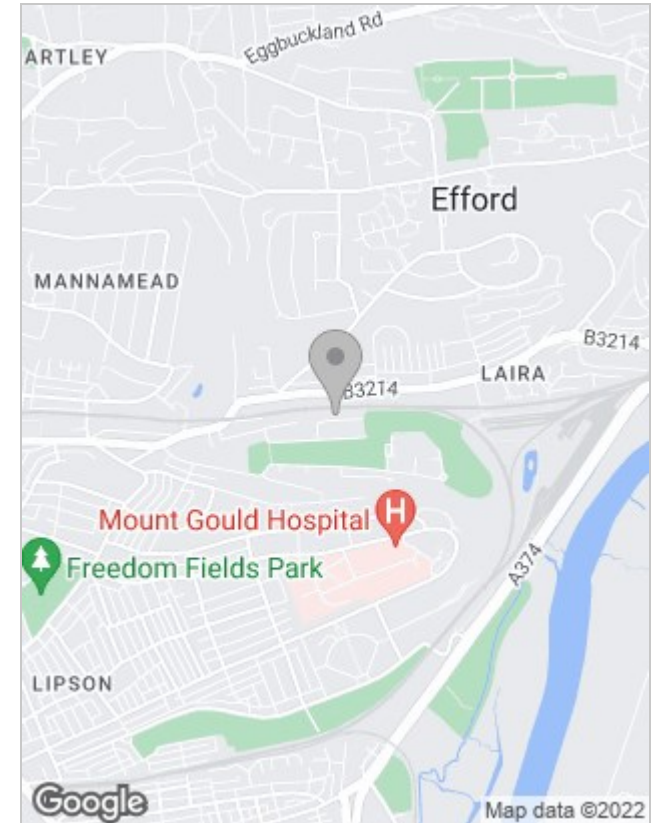 Eggbuckland Rd
ARTLEY
Efford
MANNAMEAD
B3214
LAIRA
B3214
Mount Gould Hospital
H
Freedom Fields Park
A374
LIPSON
Google
Map data ©2022